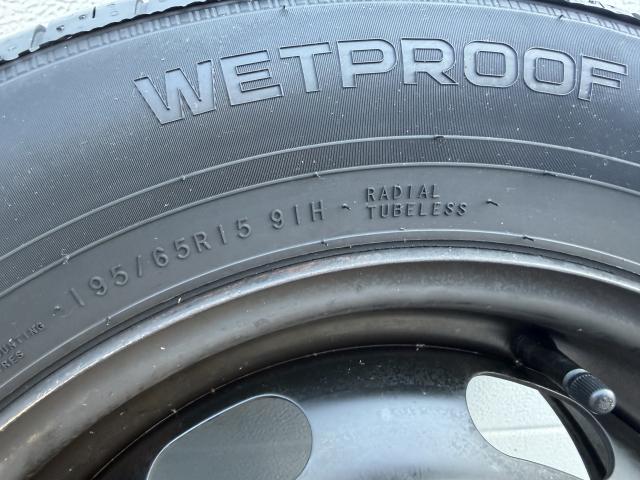 WETPROOF
195/65R15 91H
RADIAL
TUBELESS